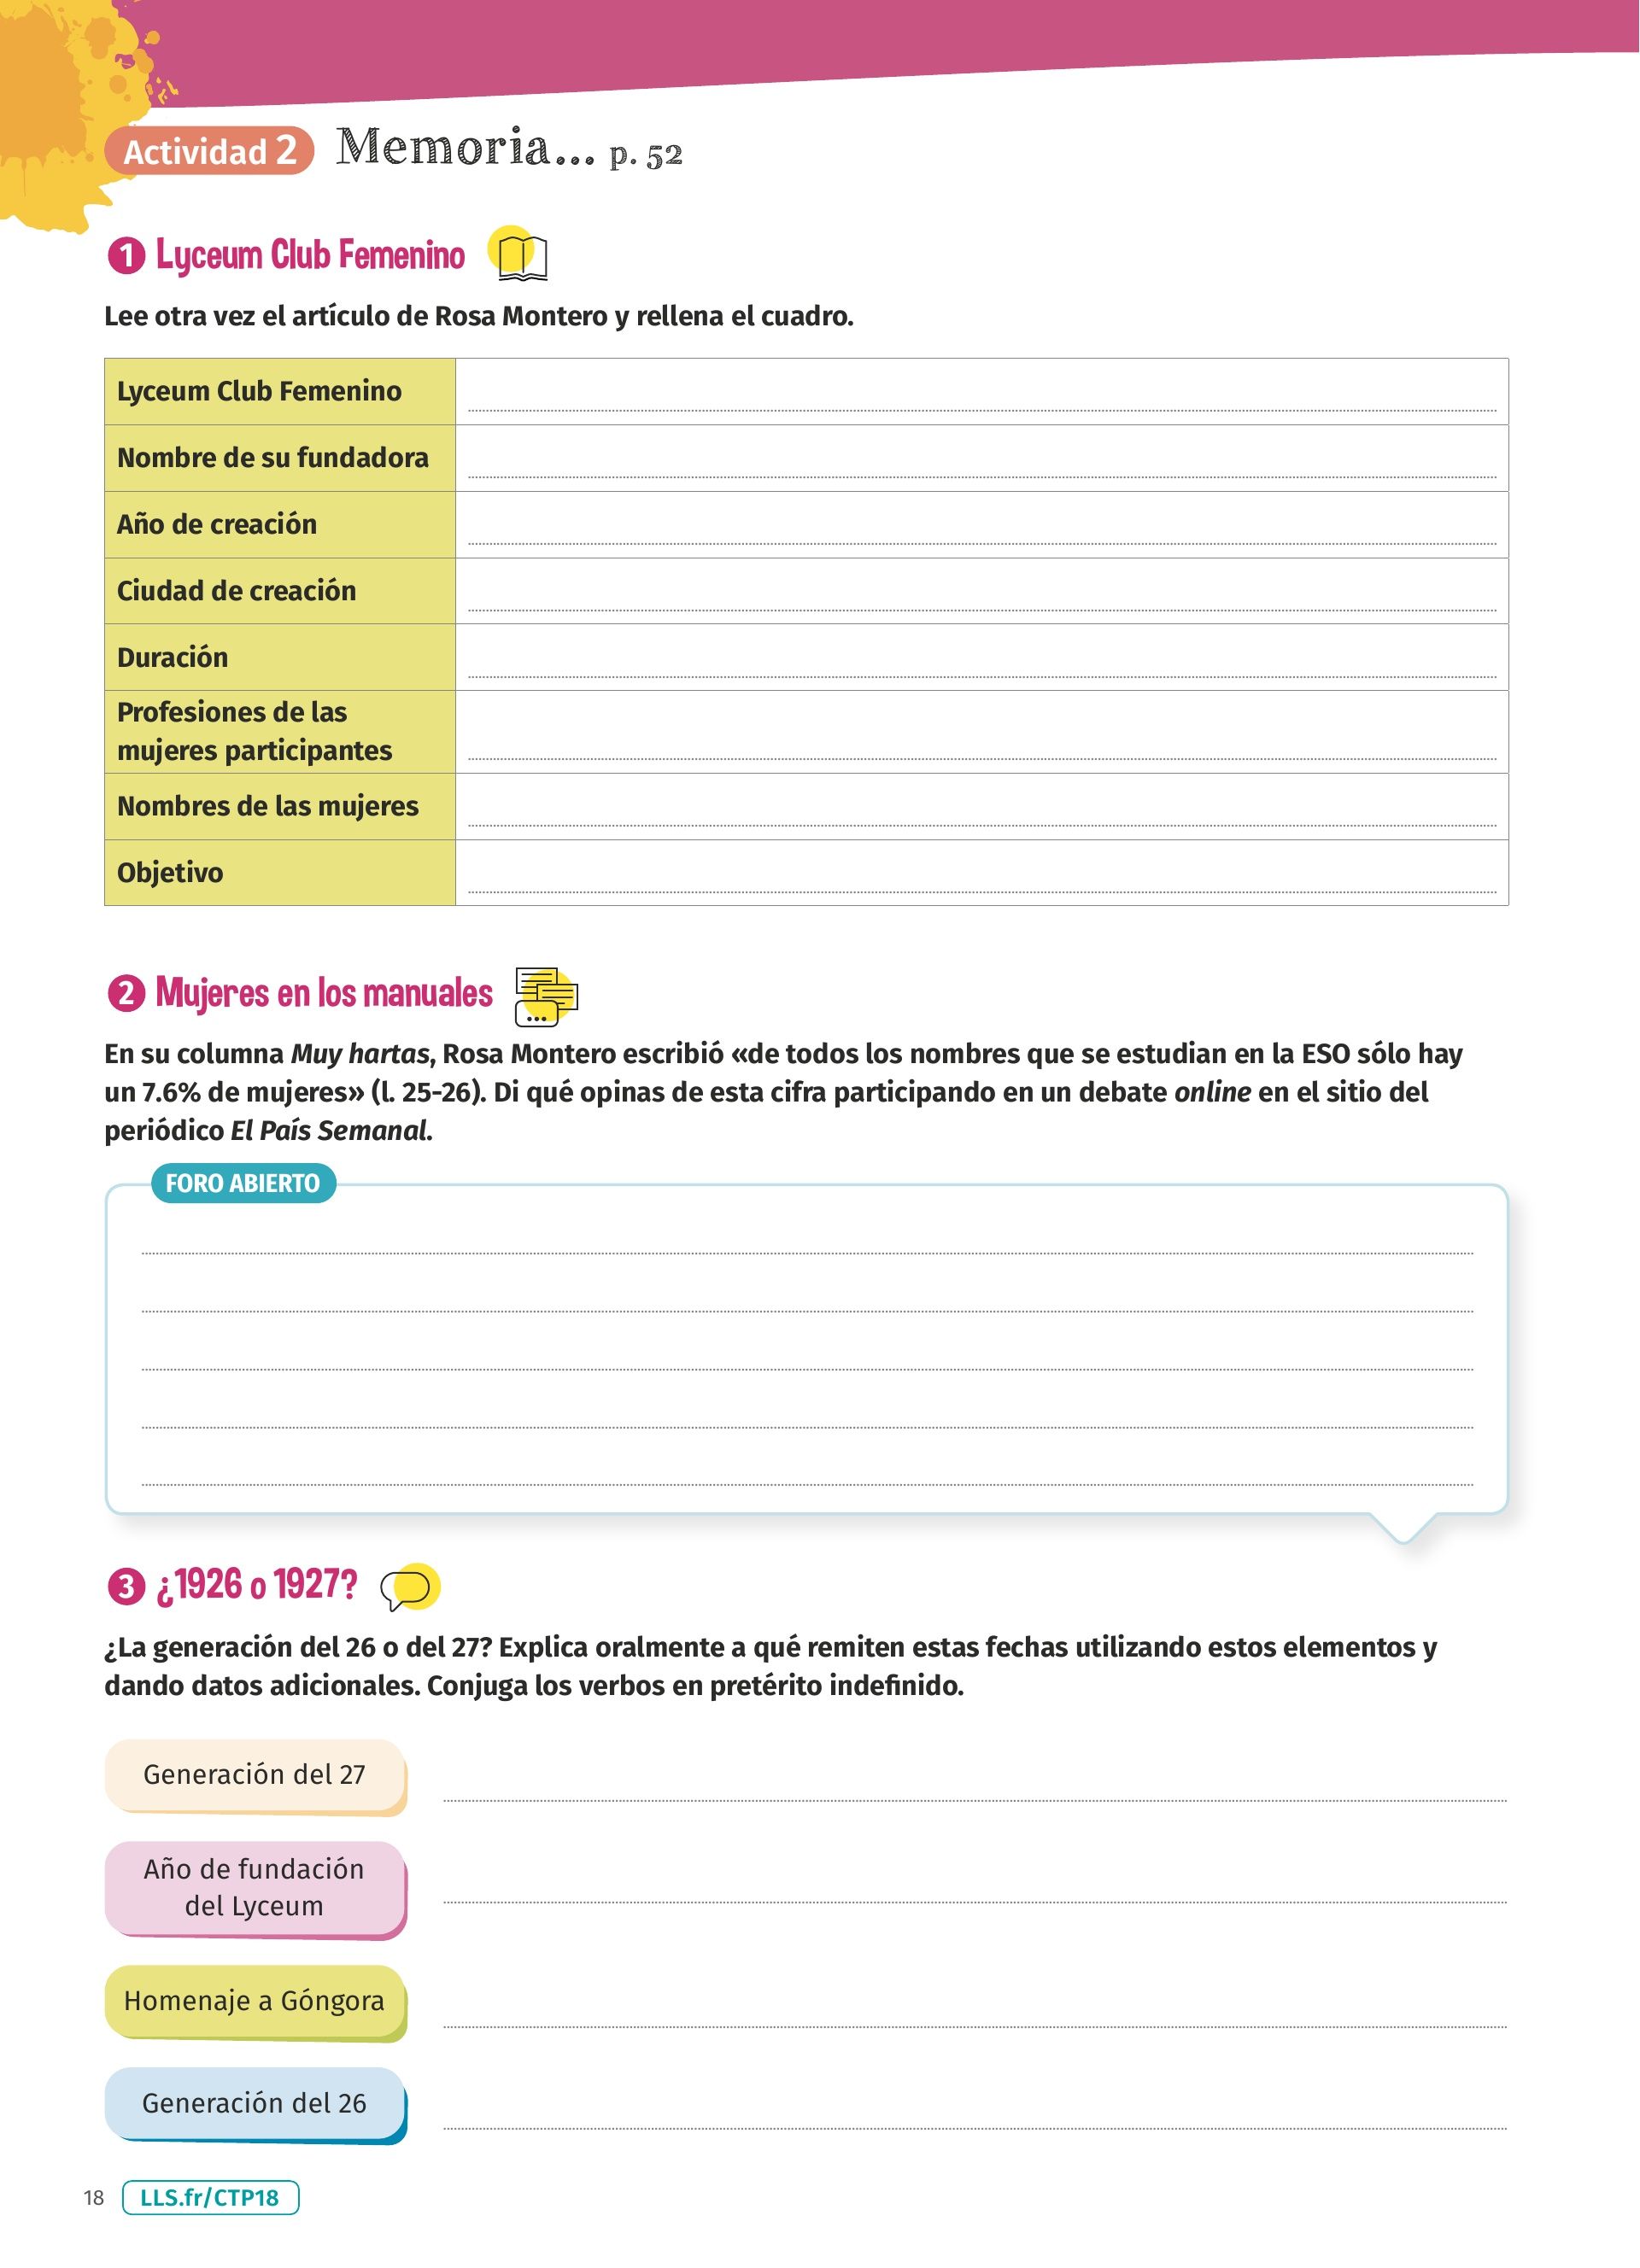 Actividad 2 Memoria... p. 52
1 Lyceum Club Femenino
Lee otra vez el artículo de Rosa Montero y rellena el cuadro.
Lyceum Club Femenino
Nombre de su fundadora
Año de creación
Ciudad de creación
Duración
Profesiones de las
mujeres participantes
Nombres de las mujeres
Objetivo
2 Mujeres en los manuales
En su columna Muy hartas, Rosa Montero escribió «de todos los nombres que se estudian en la ESO sólo hay
un 7.6% de mujeres» (l. 25-26). Di qué opinas de esta cifra participando en un debate online en el sitio del
periódico El País Semanal.
FORO ABIERTO
3 ¿1926 o 1927?
¿La generación del 26 o del 27? Explica oralmente a qué remiten estas fechas utilizando estos elementos y
dando datos adicionales. Conjuga los verbos en pretérito indefinido.
Generación del 27
Año de fundación
del Lyceum
Homenaje a Góngora
Generación del 26
18 LLS.fr/CTP18